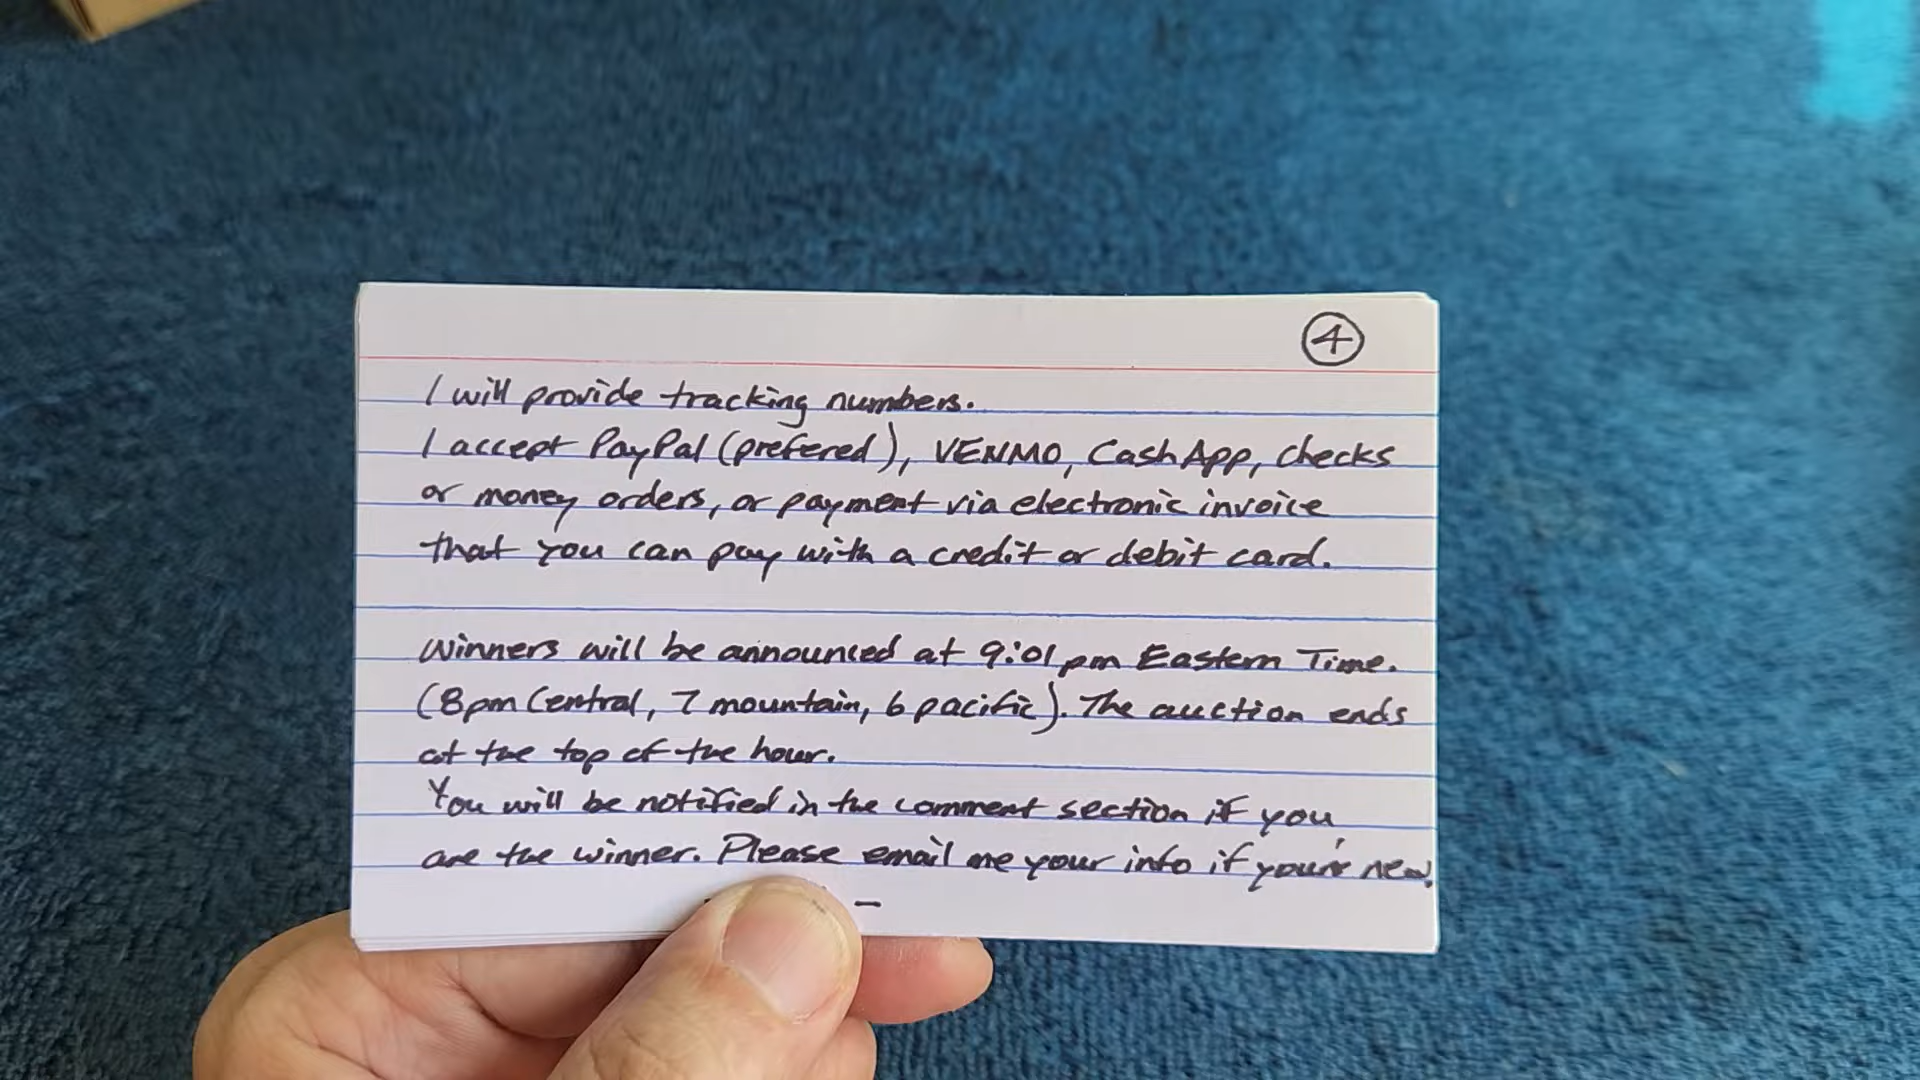 4
I will provide tracking numbers.
I accept PayPal (prefered), VENMO, CashApp, checks
or money orders, or payment via electronic invoice
that you can pay with a credit or debit card.
Winners will be announced at 9:01 pm Eastern Time.
(8pm Central, 7 mountain, 6 pacific). The auction ends
at the top of the hour.
You will be notified in the comment section if you
are the winner. Please email me your info if you're new.